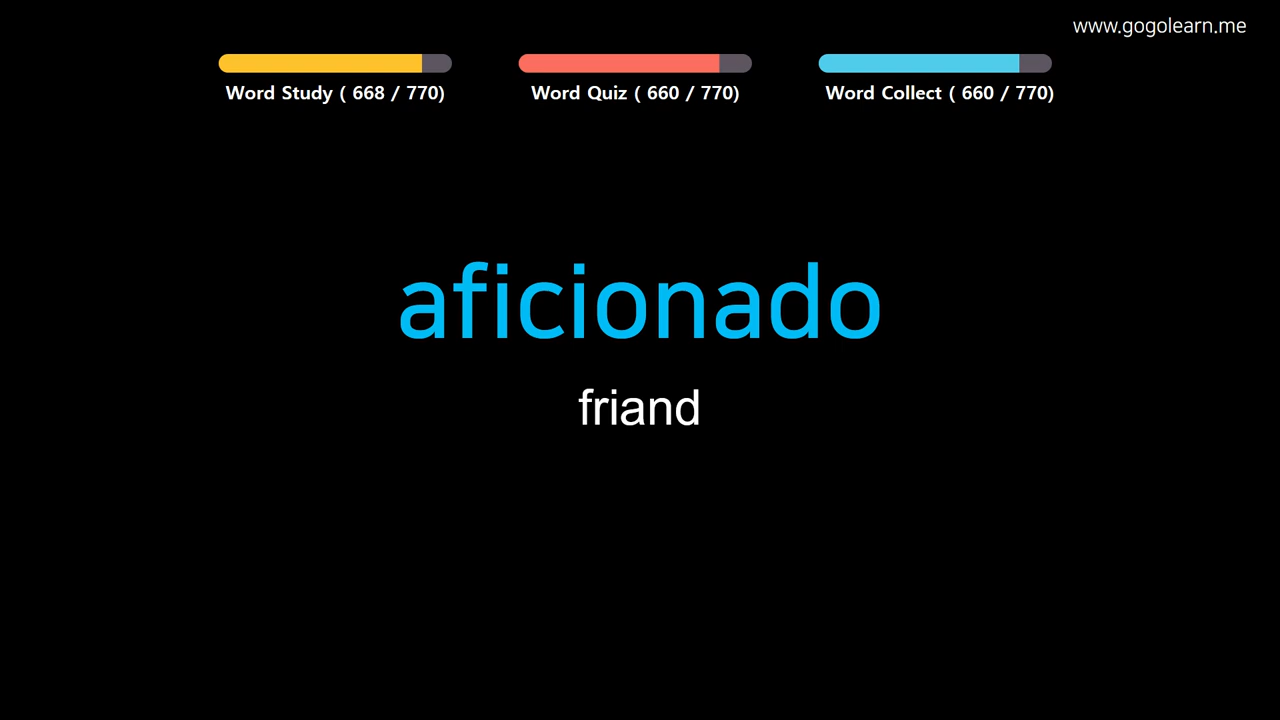 www.gogolearn.me
Word Study ( 668 / 770)
Word Quiz ( 660 / 770)
Word Collect ( 660 / 770)
aficionado
friand